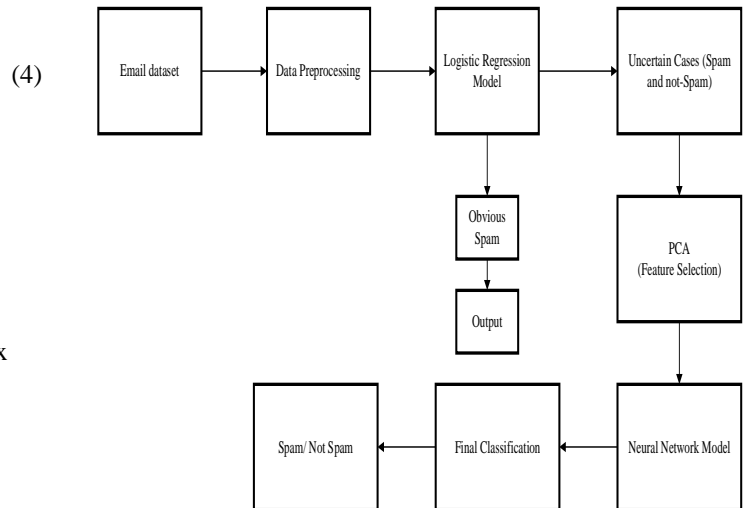 (4)
Email dataset
Data Preprocessing
Logistic Regression
Model
Uncertain Cases (Spam
and not-Spam)
Obvious
Spam
PCA
(Feature Selection)
Output
x
Spam/ Not Spam
Final Classification
Neural Network Model